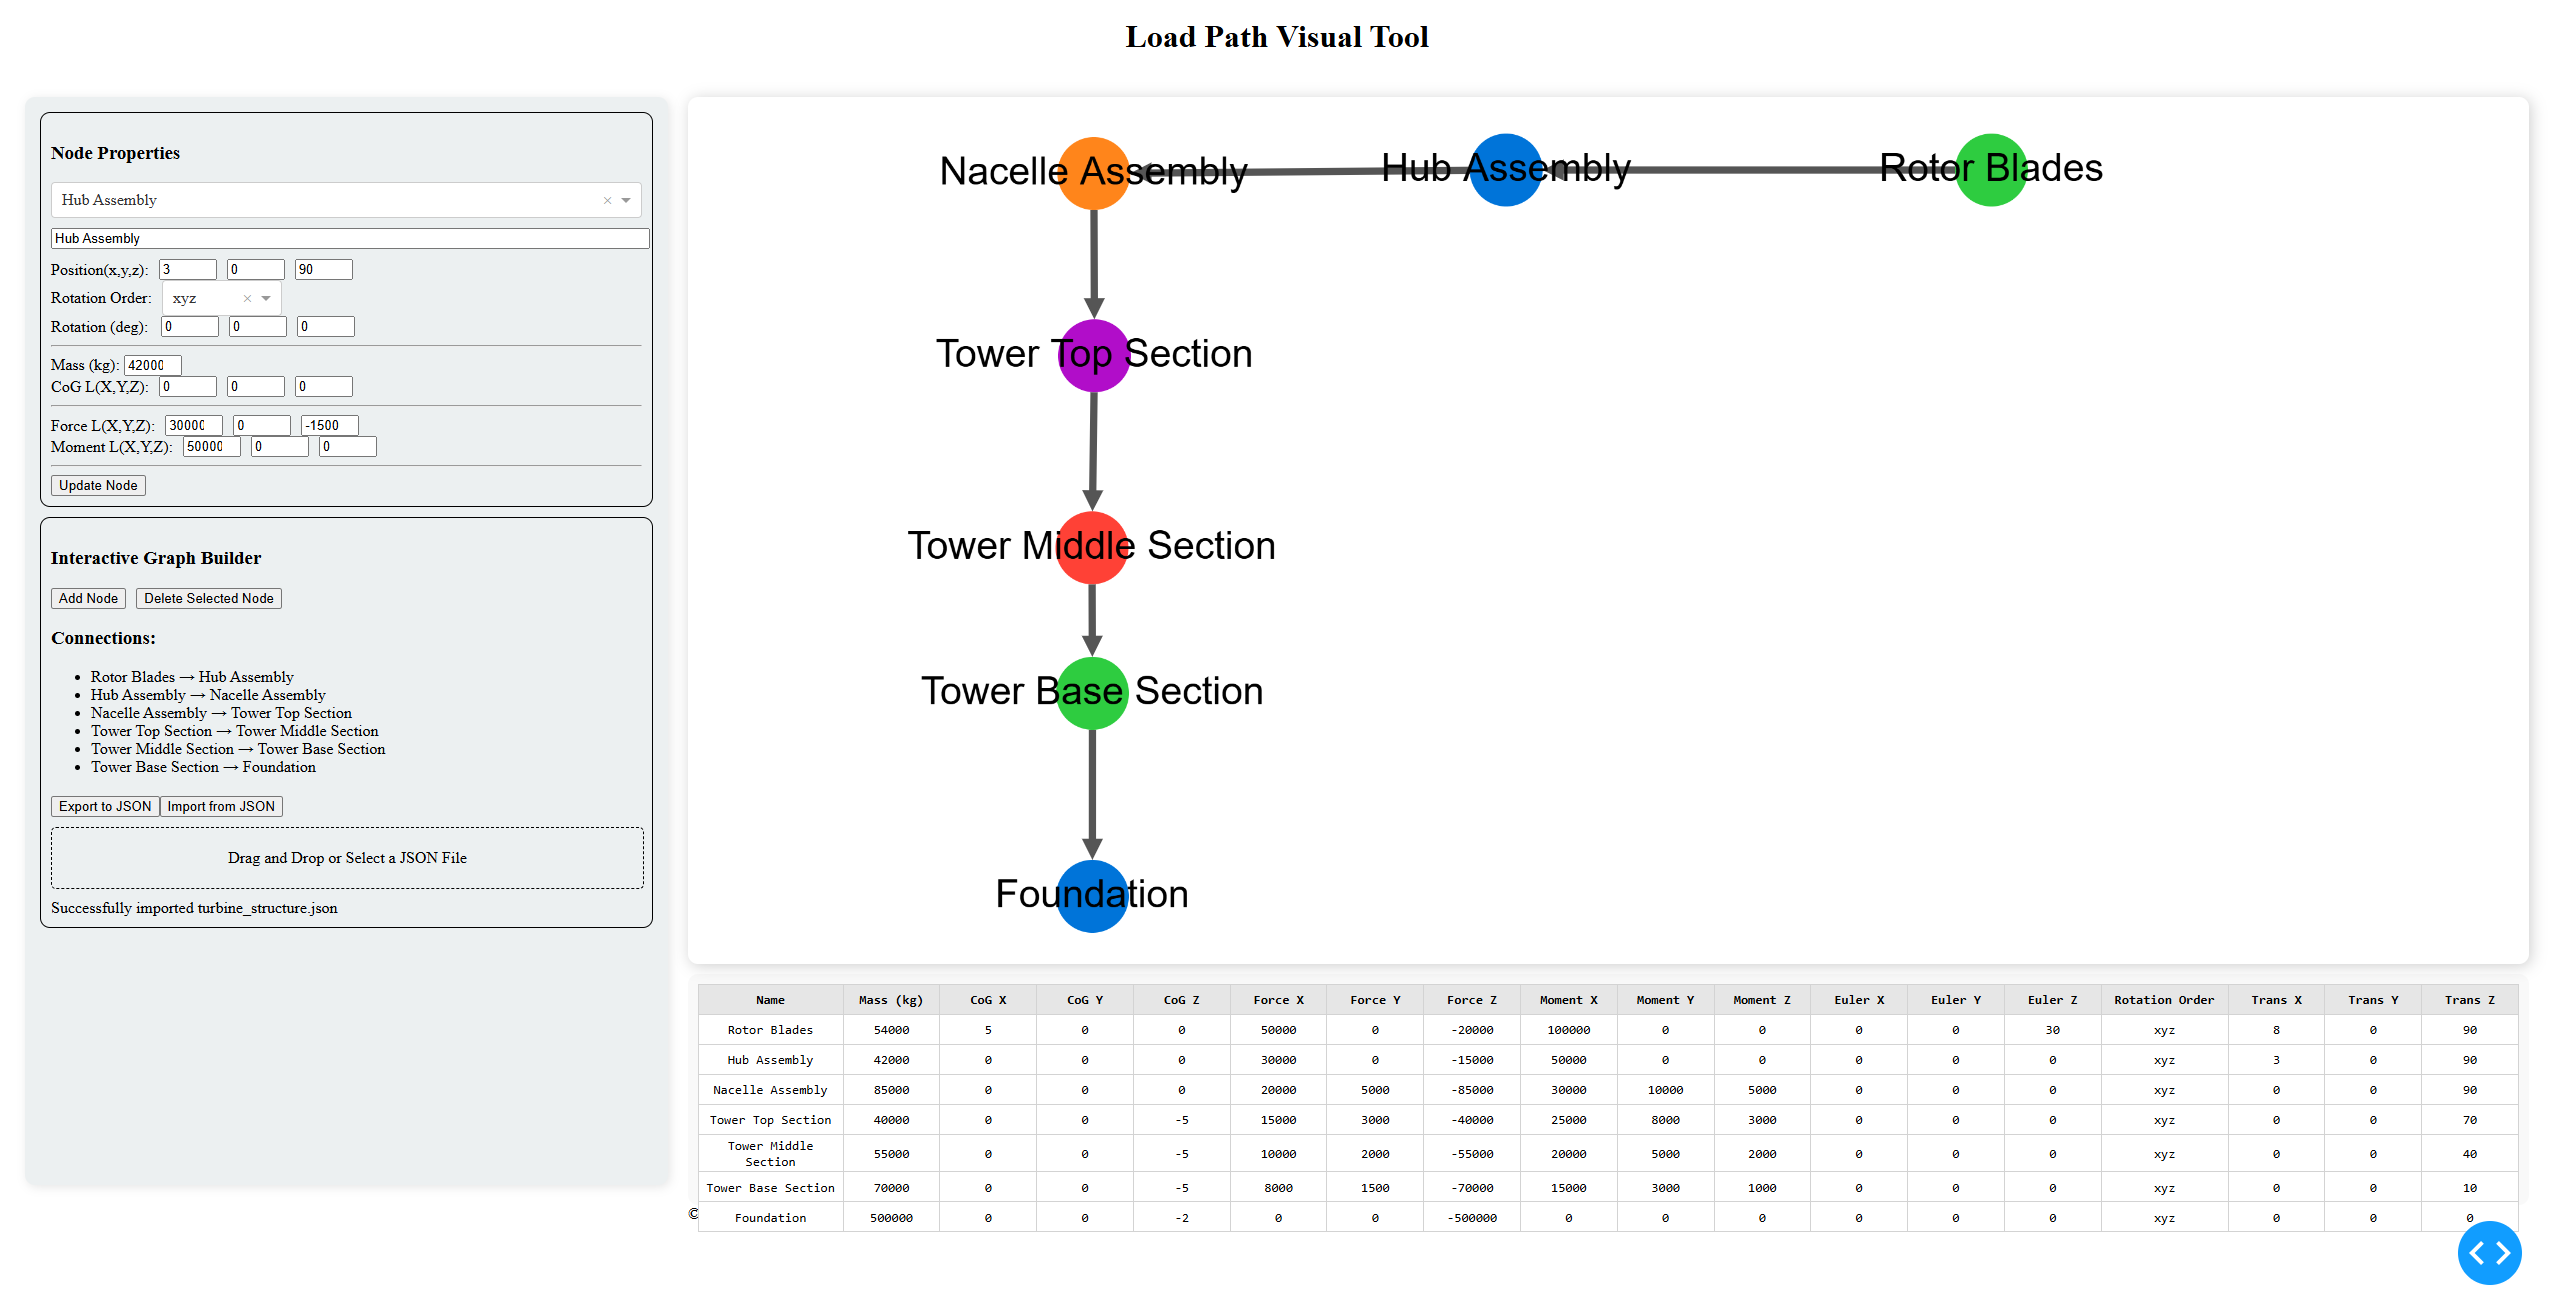 Load Path Visual Tool
Node Properties
Hub Assembly
Hub Assembly
Position(x,y,z): 3 0 90
Rotation Order: xyz
Rotation (deg): 0 0 0
Mass (kg): 42000
CoG L(X,Y,Z): 0 0 0
Force L(X,Y,Z): 30000 0 -1500
Moment L(X,Y,Z): 50000 0 0
Update Node
Interactive Graph Builder
Add Node Delete Selected Node
Connections:
• Rotor Blades → Hub Assembly
• Hub Assembly → Nacelle Assembly
• Nacelle Assembly → Tower Top Section
• Tower Top Section → Tower Middle Section
• Tower Middle Section → Tower Base Section
• Tower Base Section → Foundation
Export to JSON Import from JSON
Drag and Drop or Select a JSON File
Successfully imported turbine_structure.json
Nacelle Assembly Hub Assembly Rotor Blades
Tower Top Section
Tower Middle Section
Tower Base Section
Foundation
Name Mass (kg) CoG X CoG Y CoG Z Force X Force Y Force Z Moment X Moment Y Moment Z Euler X Euler Y Euler Z Rotation Order Trans X Trans Y Trans Z
Rotor Blades 54000 5 0 0 50000 0 -20000 100000 0 0 0 0 30 xyz 8 0 90
Hub Assembly 42000 0 0 0 30000 0 -15000 50000 0 0 0 0 0 xyz 3 0 90
Nacelle Assembly 85000 0 0 0 20000 5000 -85000 30000 10000 5000 0 0 0 xyz 0 0 90
Tower Top Section 40000 0 0 -5 15000 3000 -40000 25000 8000 3000 0 0 0 xyz 0 0 70
Tower Middle Section 55000 0 0 -5 10000 2000 -55000 20000 5000 2000 0 0 0 xyz 0 0 40
Tower Base Section 70000 0 0 -5 8000 1500 -70000 15000 3000 1000 0 0 0 xyz 0 0 10
© Foundation 500000 0 0 -2 0 0 -500000 0 0 0 0 0 0 xyz 0 0 0